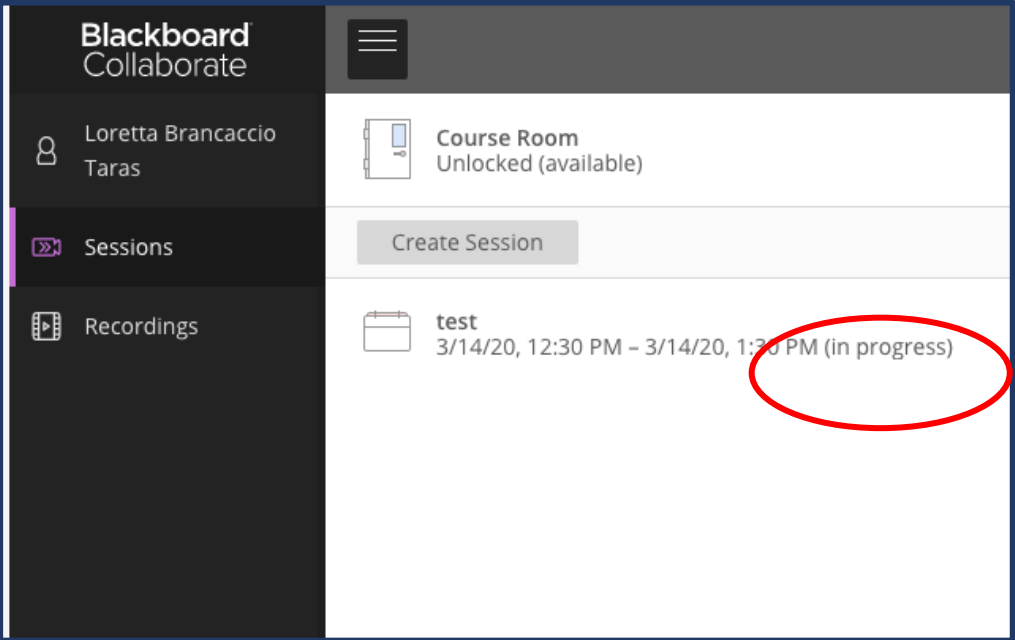 Blackboard
Collaborate
Loretta Brancaccio
Taras
Sessions
Recordings
Course Room
Unlocked (available)
Create Session
test
3/14/20, 12:30 PM – 3/14/20, 1:30 PM (in progress)